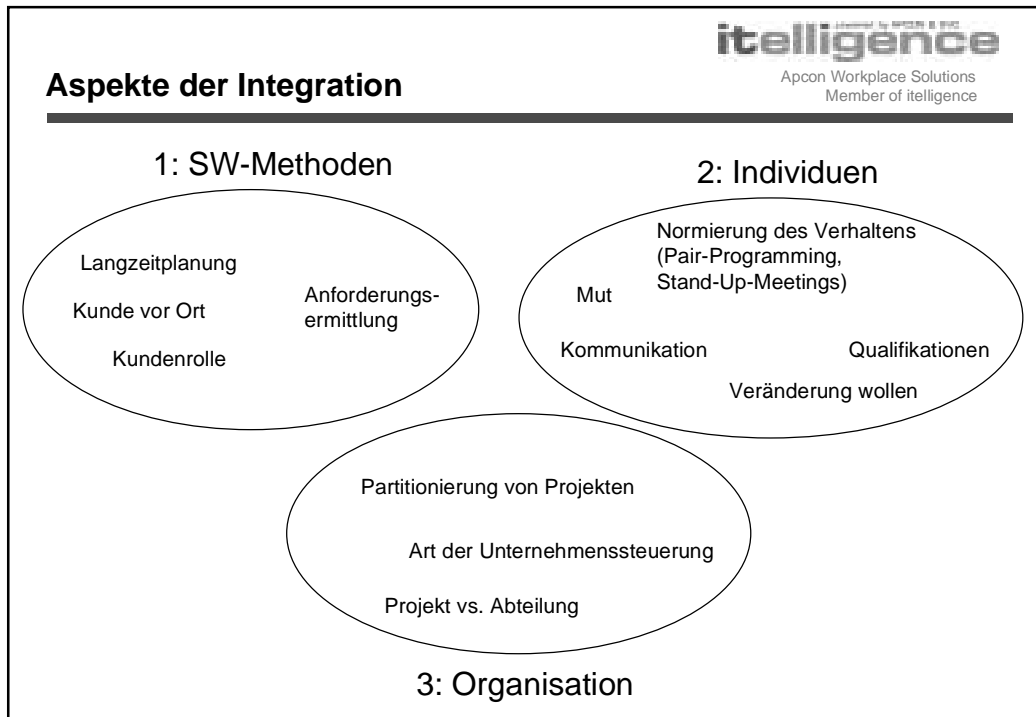 itelligence
Aspekte der Integration
Apcon Workplace Solutions
Member of itelligence
1: SW-Methoden
Langzeitplanung
Kunde vor Ort
Kundenrolle
Anforderungs-
ermittlung
2: Individuen
Normierung des Verhaltens
(Pair-Programming,
Stand-Up-Meetings)
Mut
Kommunikation
Qualifikationen
Veränderung wollen
Partitionierung von Projekten
Art der Unternehmenssteuerung
Projekt vs. Abteilung
3: Organisation